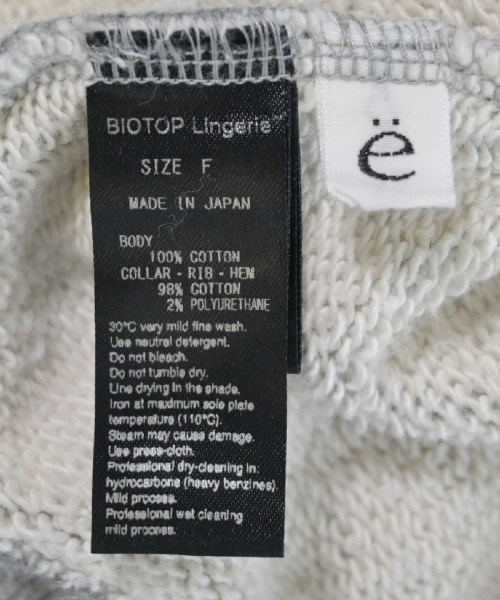 BIOTOP Lingerie™
SIZE F
MADE IN JAPAN
BODY
100% COTTON
COLLAR - RIB - HEM
98% COTTON
2% POLYURETHANE
30°C very mild fine wash.
Use neutral detergent.
Do not bleach.
Do not tumble dry.
Line drying in the shade.
Iron at maximum sole plate
temperature (110°C).
Steam may cause damage.
Use press-cloth.
Professional dry-cleaning in:
hydrocarbone (heavy benzines).
Mild process.
Professional wet cleaning
mild process.
ë